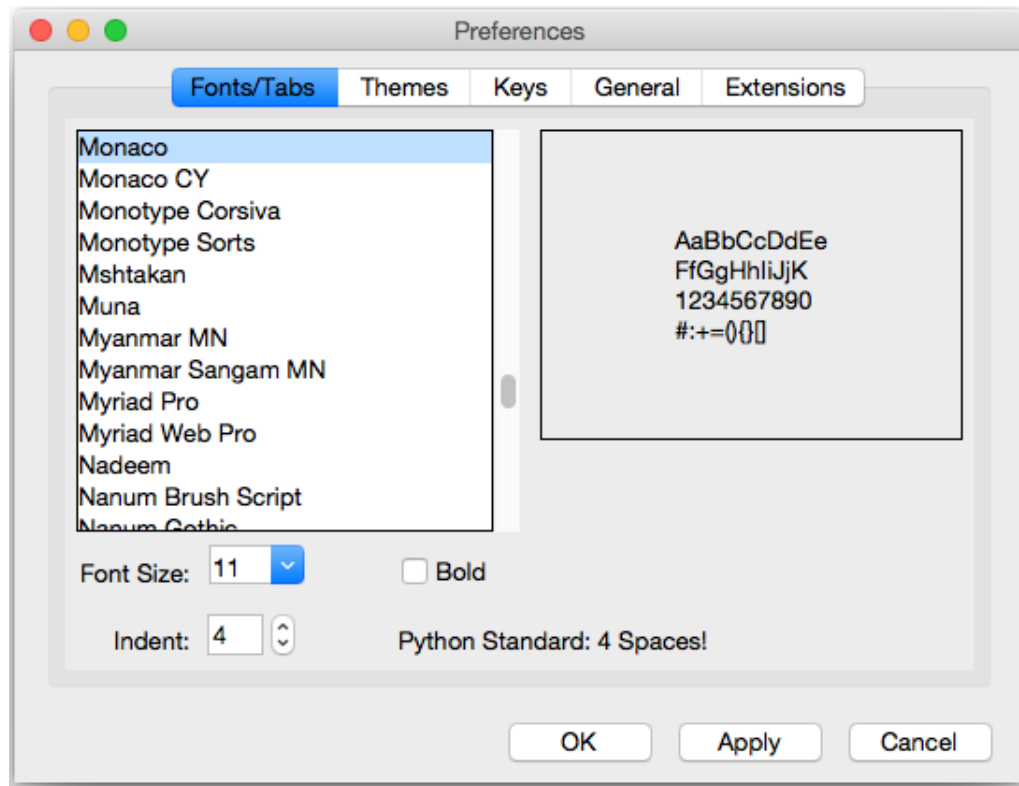 Preferences
Fonts/Tabs Themes Keys General Extensions
Monaco
Monaco CY
Monotype Corsiva
Monotype Sorts
Mshtakan
Muna
Myanmar MN
Myanmar Sangam MN
Myriad Pro
Myriad Web Pro
Nadeem
Nanum Brush Script
Nanum Gothic
AaBbCcDdEe
FfGgHhIiJjK
1234567890
#:+=(){}[]
Font Size: 11 Bold
Indent: 4 Python Standard: 4 Spaces!
OK Apply Cancel